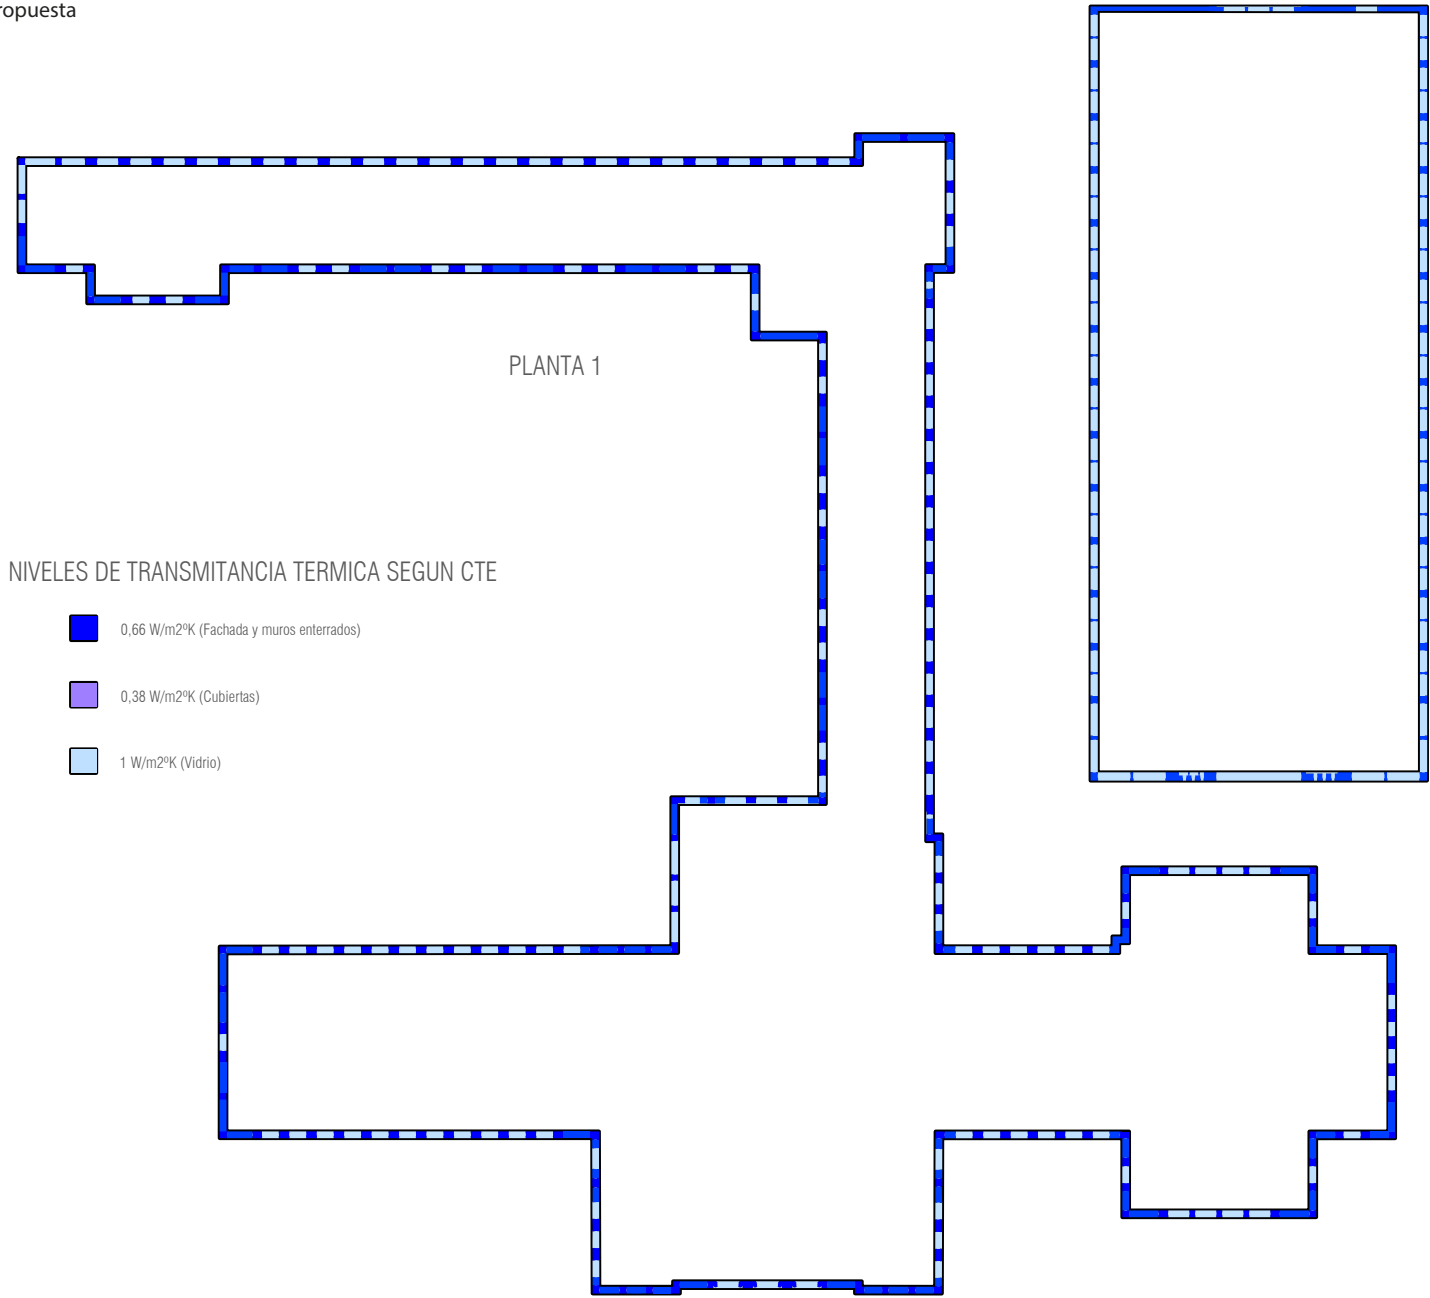 PLANTA 1
NIVELES DE TRANSMITANCIA TERMICA SEGUN CTE
0,66 W/m2ºK (Fachada y muros enterrados)
0,38 W/m2ºK (Cubiertas)
1 W/m2ºK (Vidrio)